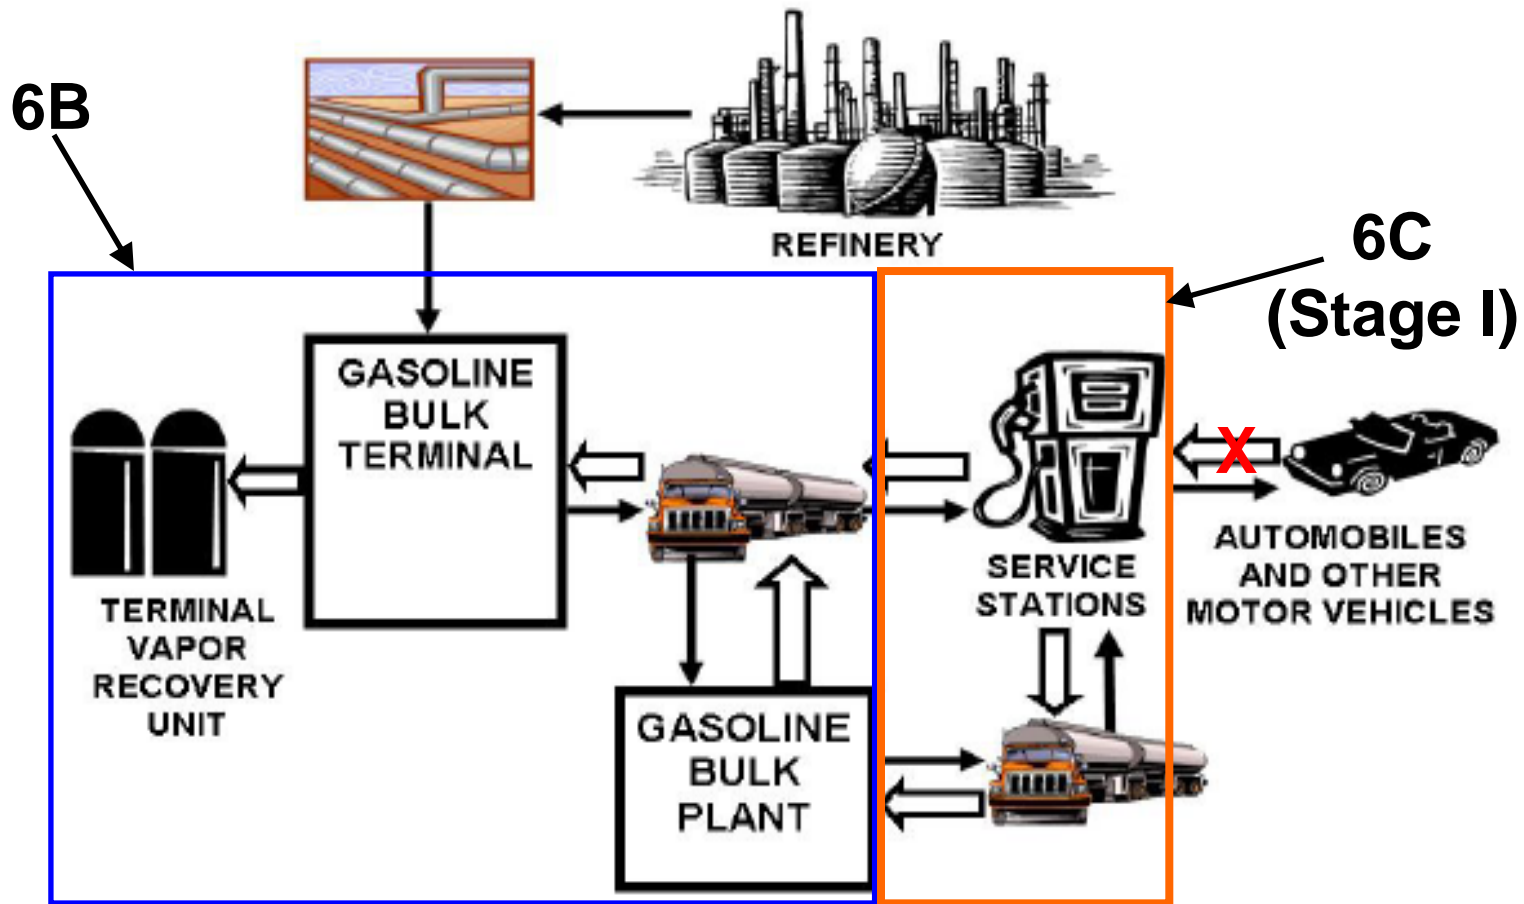 6B
REFINERY
6C
(Stage I)
GASOLINE
BULK
TERMINAL
X
TERMINAL
VAPOR
RECOVERY
UNIT
SERVICE
STATIONS
AUTOMOBILES
AND OTHER
MOTOR VEHICLES
GASOLINE
BULK
PLANT